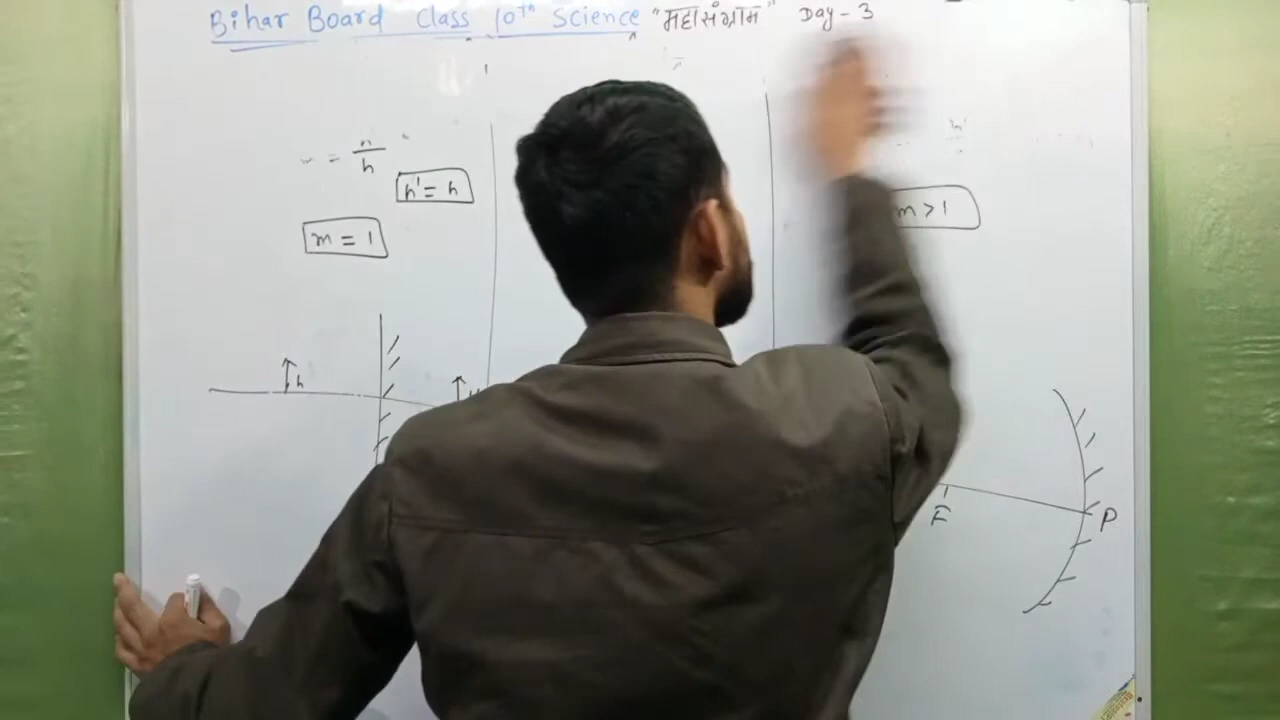 Bihar Board Class 10th Science "महासंग्राम" Day - 3
h
h' = h
m = 1
m > 1
h
F
P